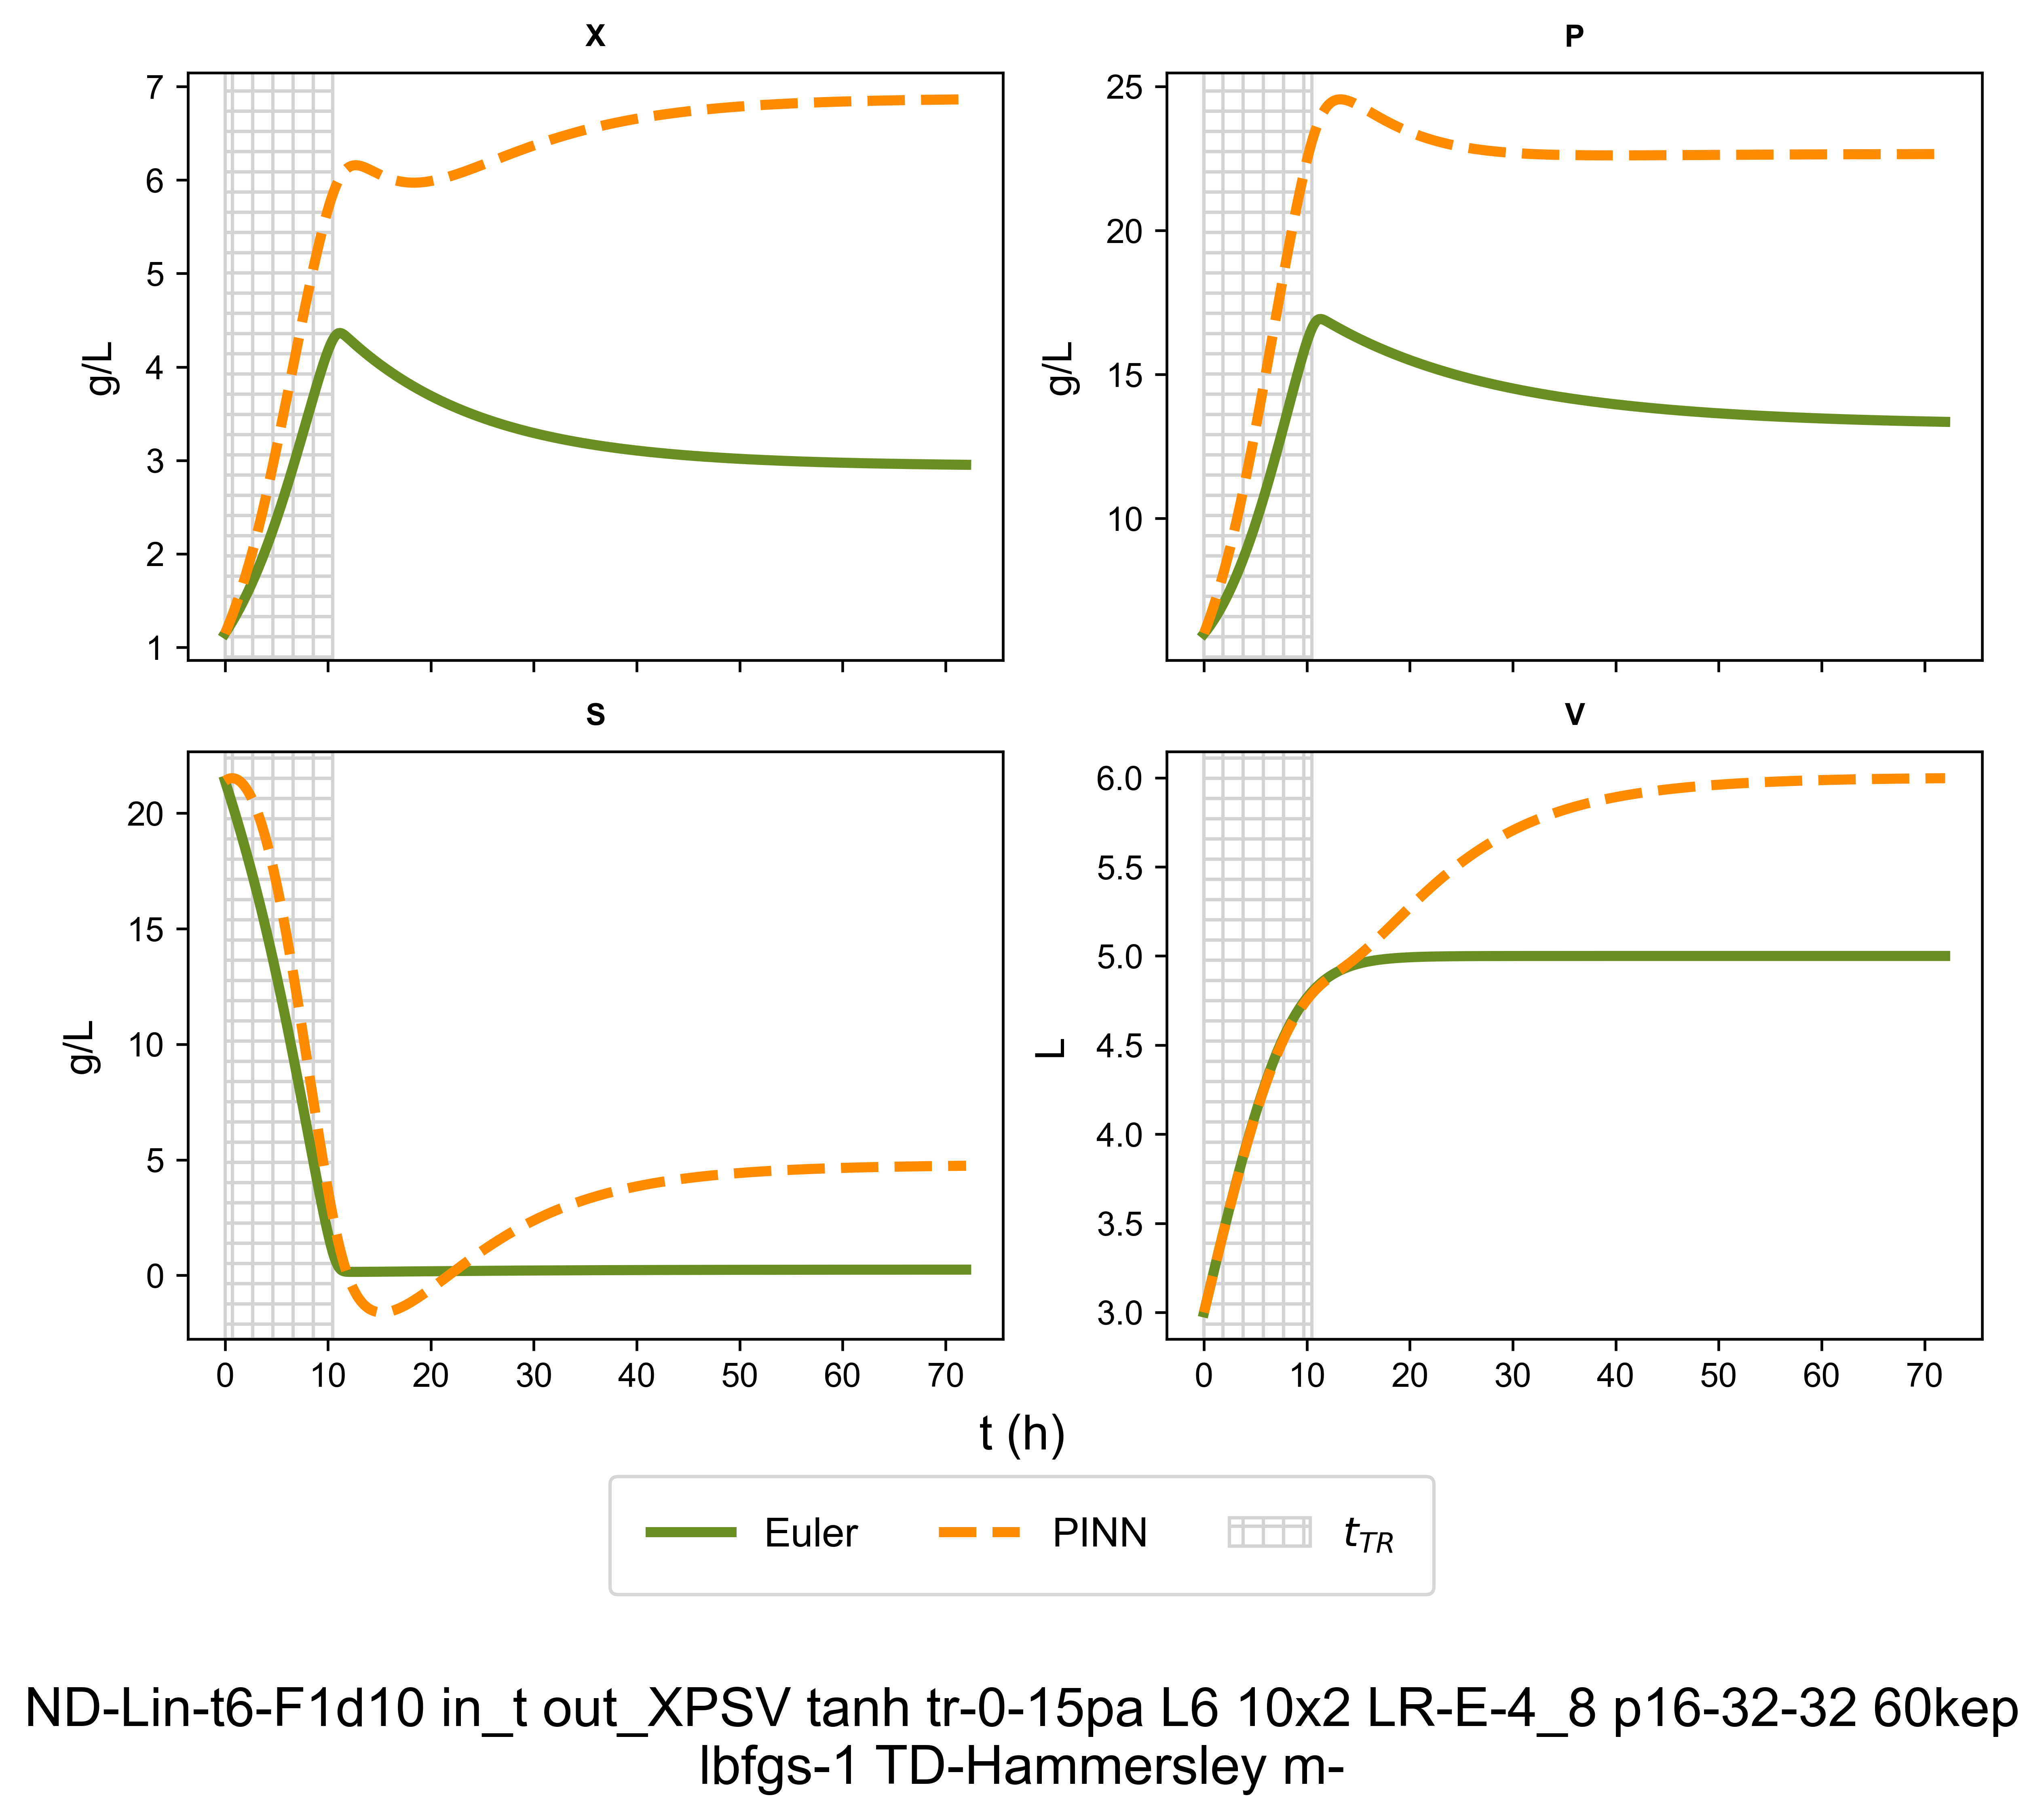 X
7
6
5
4
3
2
1
g/L
P
25
20
15
10
g/L
S
20
15
10
5
0
g/L
0 10 20 30 40 50 60 70
V
6.0
5.5
5.0
4.5
4.0
3.5
3.0
L
0 10 20 30 40 50 60 70
t (h)
Euler PINN t_TR
ND-Lin-t6-F1d10 in_t out_XPSV tanh tr-0-15pa L6 10x2 LR-E-4_8 p16-32-32 60kep
lbfgs-1 TD-Hammersley m-